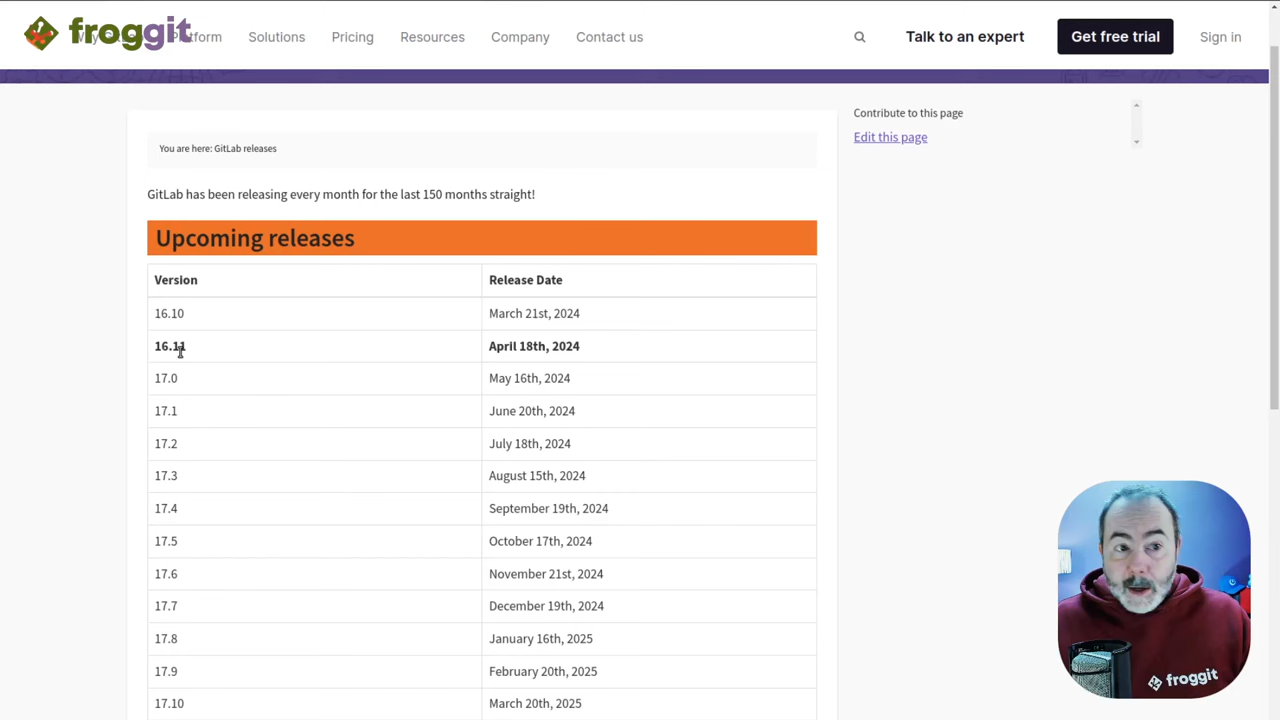 froggit
Platform
Solutions
Pricing
Resources
Company
Contact us
Talk to an expert
Get free trial
Sign in
You are here: GitLab releases
Contribute to this page
Edit this page
GitLab has been releasing every month for the last 150 months straight!
Upcoming releases
Version Release Date
16.10 March 21st, 2024
16.11 April 18th, 2024
17.0 May 16th, 2024
17.1 June 20th, 2024
17.2 July 18th, 2024
17.3 August 15th, 2024
17.4 September 19th, 2024
17.5 October 17th, 2024
17.6 November 21st, 2024
17.7 December 19th, 2024
17.8 January 16th, 2025
17.9 February 20th, 2025
17.10 March 20th, 2025
froggit